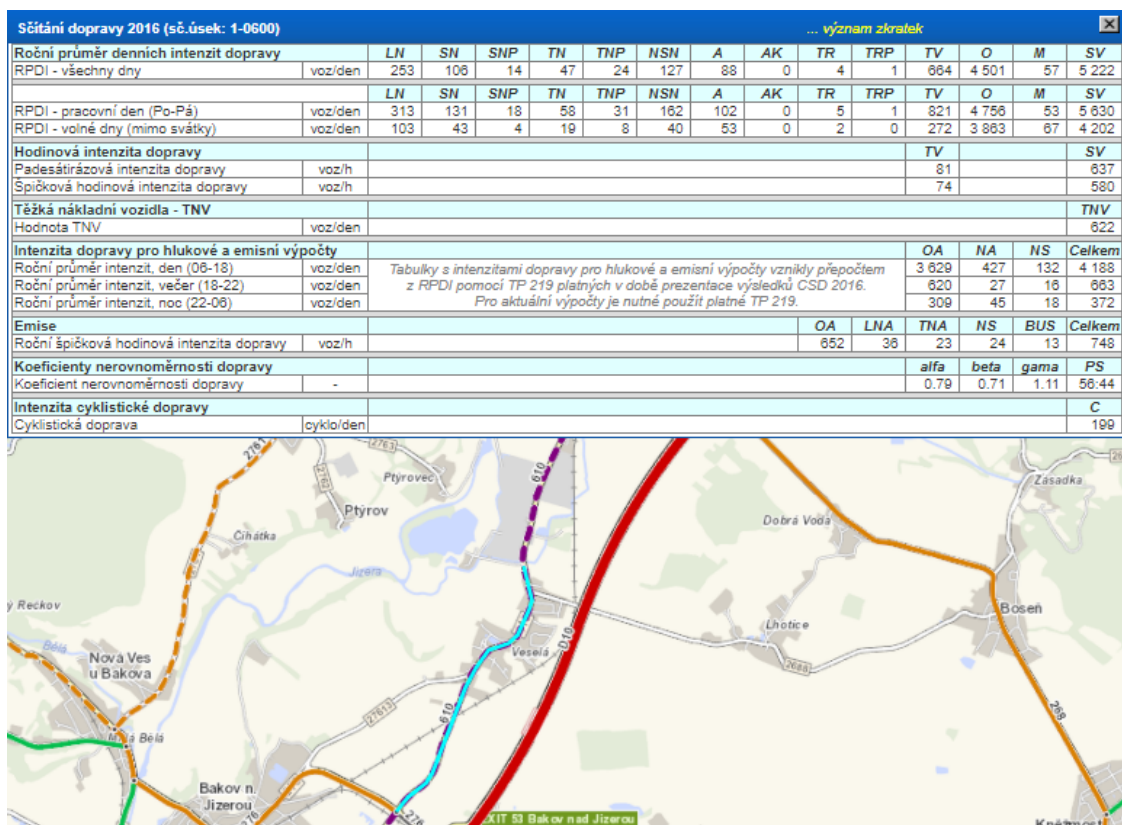 Sčítání dopravy 2016 (sč.úsek: 1-0600) ... význam zkratek
Roční průměr denních intenzit dopravy LN SN SNP TN TNP NSN A AK TR TRP TV O M SV
RPDI - všechny dny voz/den 253 106 14 47 24 127 88 0 4 1 664 4 501 57 5 222
LN SN SNP TN TNP NSN A AK TR TRP TV O M SV
RPDI - pracovní den (Po-Pá) voz/den 313 131 18 58 31 162 102 0 5 1 821 4 756 53 5 630
RPDI - volné dny (mimo svátky) voz/den 103 43 4 19 8 40 53 0 2 0 272 3 863 67 4 202
Hodinová intenzita dopravy TV SV
Padesátirázová intenzita dopravy voz/h 81 637
Špičková hodinová intenzita dopravy voz/h 74 580
Těžká nákladní vozidla - TNV TNV
Hodnota TNV voz/den 622
Intenzita dopravy pro hlukové a emisní výpočty OA NA NS Celkem
Roční průměr intenzit, den (06-18) voz/den 3 629 427 132 4 188
Roční průměr intenzit, večer (18-22) voz/den 620 27 16 663
Roční průměr intenzit, noc (22-06) voz/den 309 45 18 372
Tabulky s intenzitami dopravy pro hlukové a emisní výpočty vznikly přepočtem
z RPDI pomocí TP 219 platných v době prezentace výsledků CSD 2016.
Pro aktuální výpočty je nutné použít platné TP 219.
Emise OA LNA TNA NS BUS Celkem
Roční špičková hodinová intenzita dopravy voz/h 652 36 23 24 13 748
Koeficienty nerovnoměrnosti dopravy alfa beta gama PS
Koeficient nerovnoměrnosti dopravy - 0.79 0.71 1.11 56:44
Intenzita cyklistické dopravy C
Cyklistická doprava cyklo/den 199
2761
2763
2762
610
Ptýrovec
Zásadka
Ptýrov
Dobrá Voda
Čihátka
Jizera
y Reckov
Boseň
Lhotice
Bělá
Veselá
D10
2688
Nová Ves
u Bakova
27613
610
268
Malá Bělá
Bakov n.
Jizerou
276
276
EXIT 53 Bakov nad Jizerou
Kněžmost